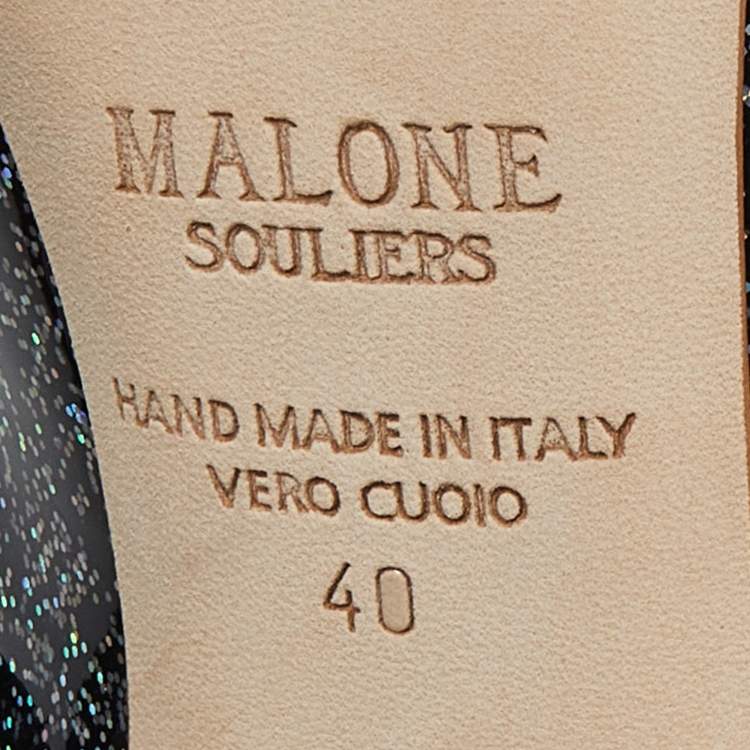 MALONE
SOULIERS
HAND MADE IN ITALY
VERO CUOIO
40